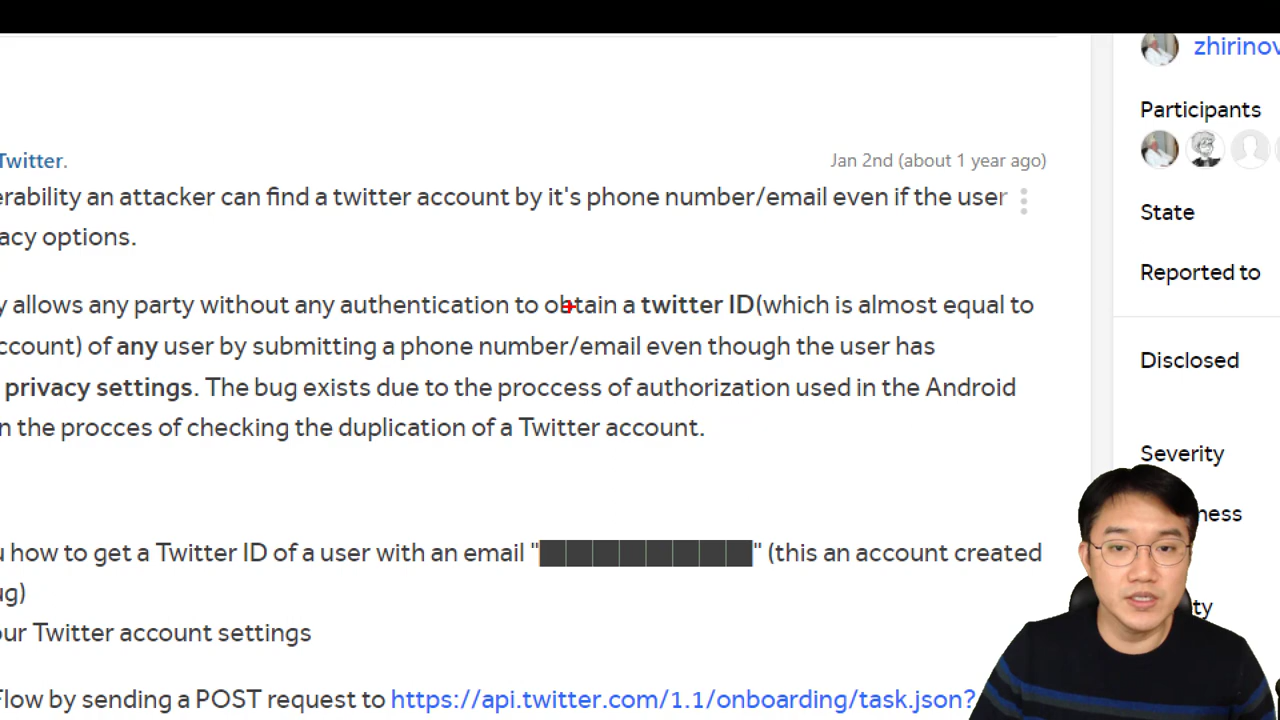 zhirinov
Participants
Twitter.
Jan 2nd (about 1 year ago)
erability an attacker can find a twitter account by it's phone number/email even if the user
acy options.
State
Reported to
y allows any party without any authentication to obtain a twitter ID(which is almost equal to
ccount) of any user by submitting a phone number/email even though the user has
privacy settings. The bug exists due to the proccess of authorization used in the Android
n the procces of checking the duplication of a Twitter account.
Disclosed
Severity
ness
u how to get a Twitter ID of a user with an email "██████████" (this an account created
ug)
ty
our Twitter account settings
Flow by sending a POST request to https://api.twitter.com/1.1/onboarding/task.json?